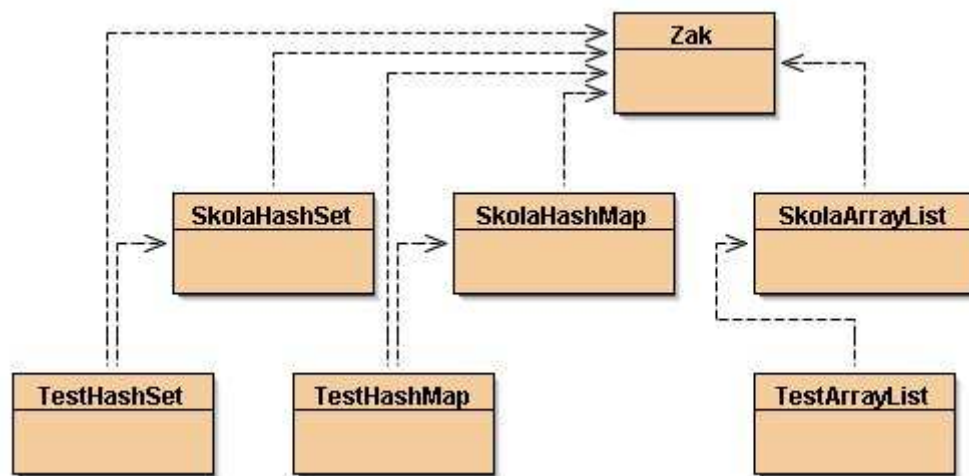 Zak
SkolaHashSet
SkolaHashMap
SkolaArrayList
TestHashSet
TestHashMap
TestArrayList